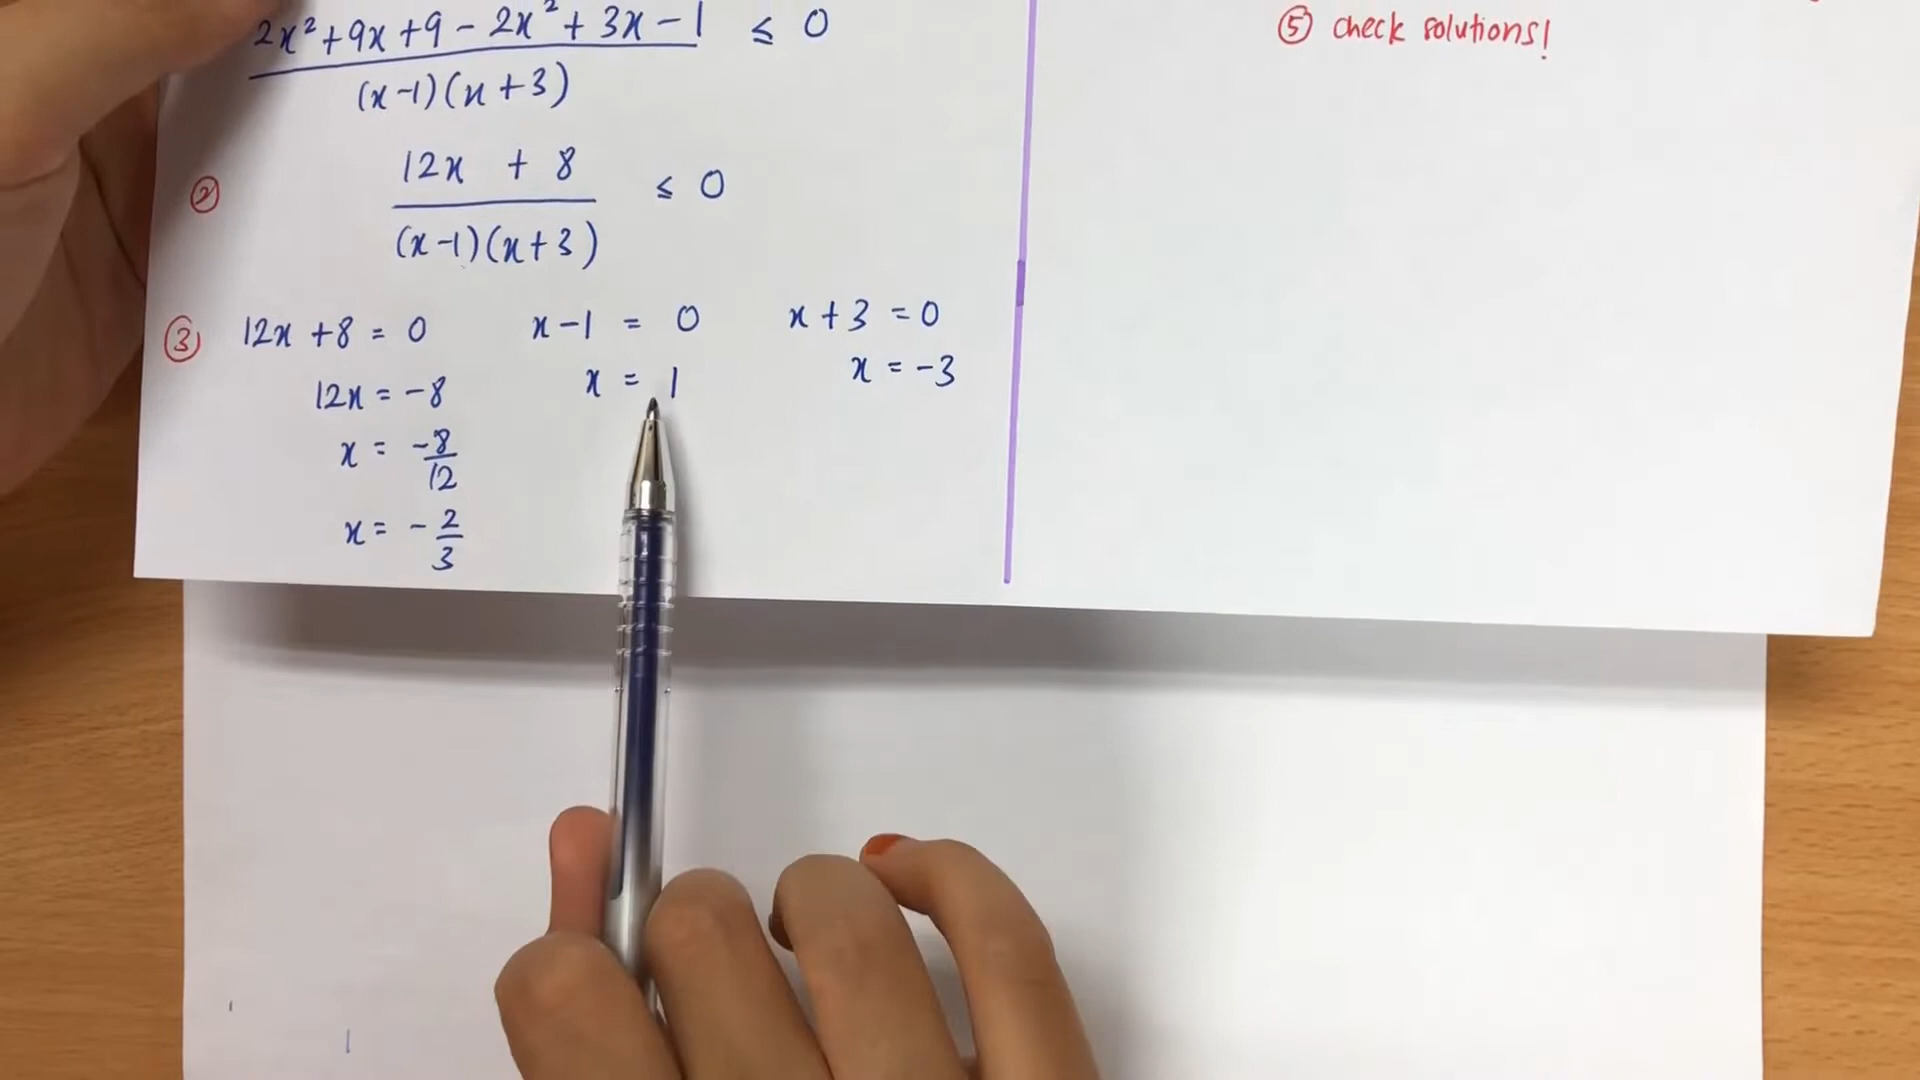 2x² + 9x + 9 - 2x² + 3x - 1 ≤ 0
(x-1)(x+3)
② 12x + 8 ≤ 0
(x-1)(x+3)
③ 12x + 8 = 0
12x = -8
x = -8/12
x = - 2/3
x - 1 = 0
x = 1
x + 3 = 0
x = -3
⑤ check solutions!